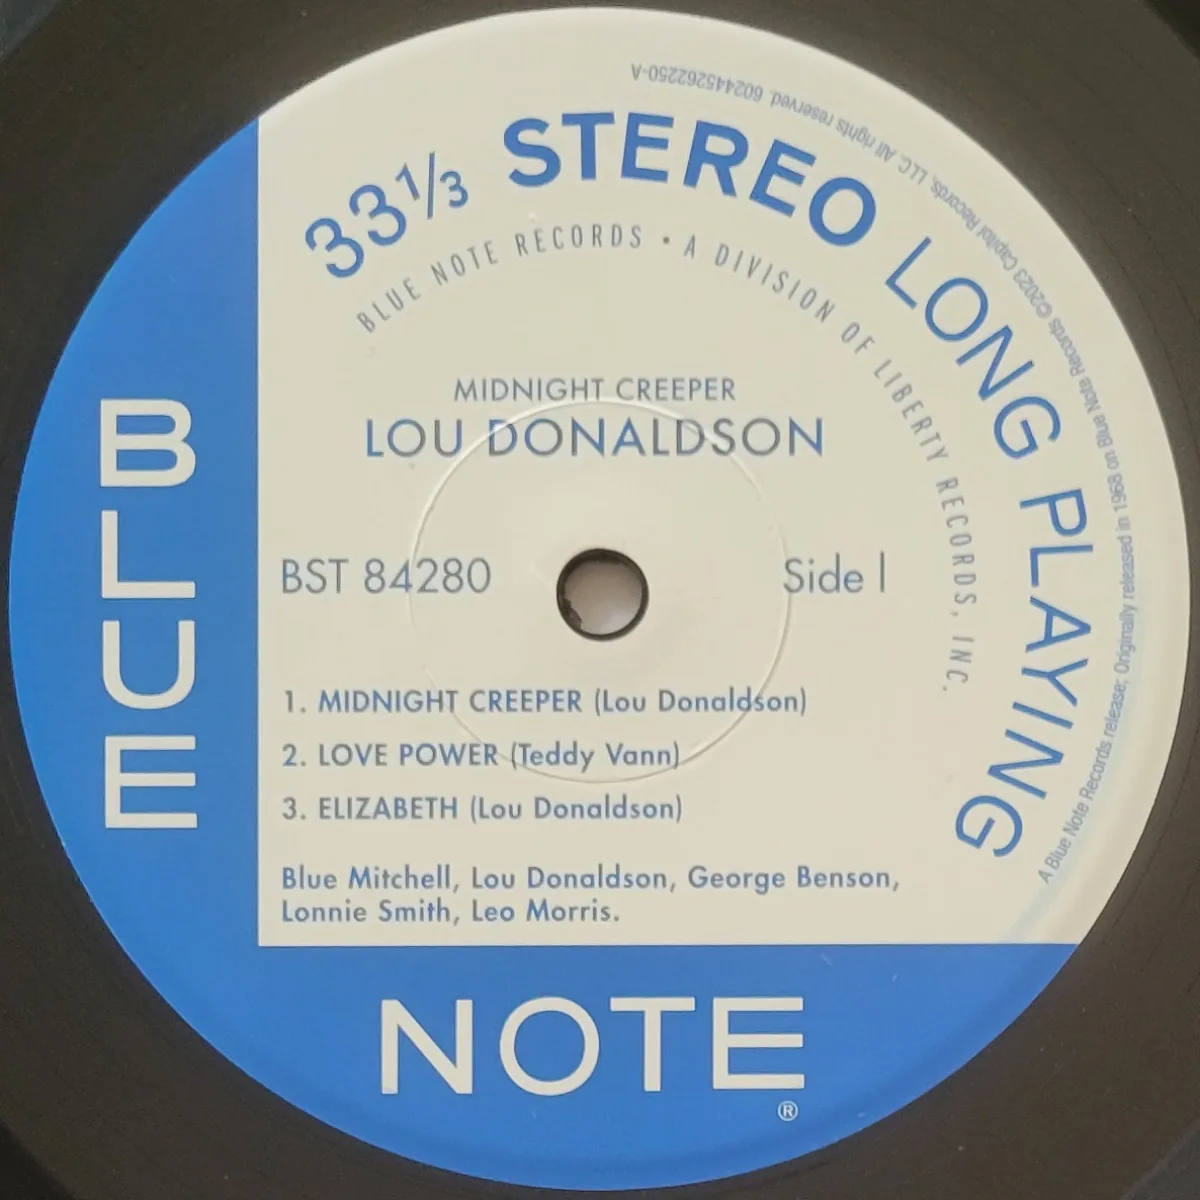 33⅓ STEREO LONG PLAYING
BLUE NOTE RECORDS • A DIVISION OF LIBERTY RECORDS, INC.
MIDNIGHT CREEPER
LOU DONALDSON
BST 84280
Side I
1. MIDNIGHT CREEPER (Lou Donaldson)
2. LOVE POWER (Teddy Vann)
3. ELIZABETH (Lou Donaldson)
Blue Mitchell, Lou Donaldson, George Benson,
Lonnie Smith, Leo Morris.
BLUE
NOTE
®
A Blue Note Records release; Originally released in 1968 on Blue Note Records ©2023 Capitol Records, LLC. All rights reserved. 602445262250-A